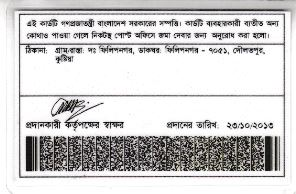 এই কার্ডটি গণপ্রজাতন্ত্রী বাংলাদেশ সরকারের সম্পত্তি। কার্ডটি ব্যবহারকারী ব্যতীত অন্য
কোথাও পাওয়া গেলে নিকটস্থ পোস্ট অফিসে জমা দেবার জন্য অনুরোধ করা হলো।
ঠিকানা: গ্রাম/রাস্তা: দঃ ফিলিপনগর, ডাকঘর: ফিলিপনগর - ৭০৫১, দৌলতপুর,
কুষ্টিয়া
প্রদানকারী কর্তৃপক্ষের স্বাক্ষর প্রদানের তারিখ: ২৩/১০/২০১৩